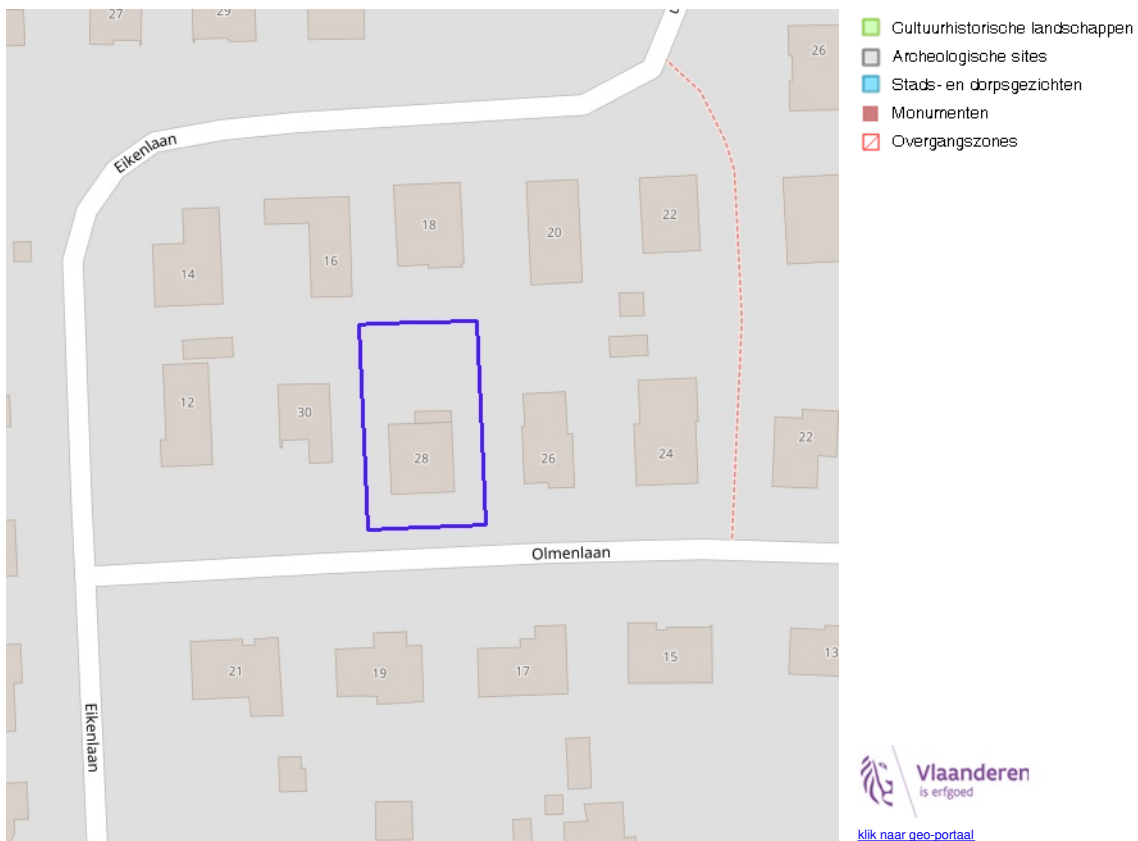 27
29
26
Eikenlaan
18
22
20
16
14
12
30
28
26
24
22
Olmenlaan
21
19
17
15
13
Eikenlaan
Cultuurhistorische landschappen
Archeologische sites
Stads- en dorpsgezichten
Monumenten
Overgangszones
Vlaanderen
is erfgoed
klik naar geo-portaal